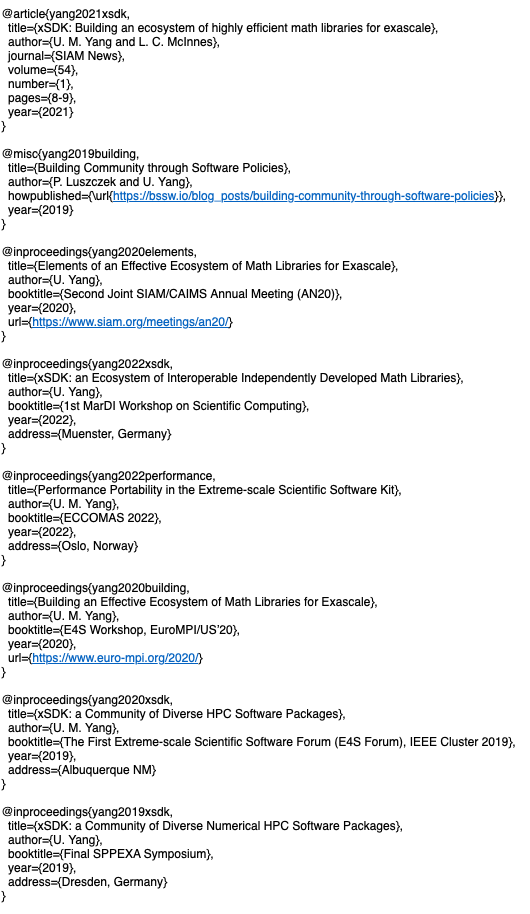 @article{yang2021xsdk,
title={xSDK: Building an ecosystem of highly efficient math libraries for exascale},
author={U. M. Yang and L. C. McInnes},
journal={SIAM News},
volume={54},
number={1},
pages={8-9},
year={2021}
}
@misc{yang2019building,
title={Building Community through Software Policies},
author={P. Luszczek and U. Yang},
howpublished={\url{https://bssw.io/blog_posts/building-community-through-software-policies}},
year={2019}
}
@inproceedings{yang2020elements,
title={Elements of an Effective Ecosystem of Math Libraries for Exascale},
author={U. Yang},
booktitle={Second Joint SIAM/CAIMS Annual Meeting (AN20)},
year={2020},
url={https://www.siam.org/meetings/an20/}
}
@inproceedings{yang2022xsdk,
title={xSDK: an Ecosystem of Interoperable Independently Developed Math Libraries},
author={U. Yang},
booktitle={1st MarDI Workshop on Scientific Computing},
year={2022},
address={Muenster, Germany}
}
@inproceedings{yang2022performance,
title={Performance Portability in the Extreme-scale Scientific Software Kit},
author={U. M. Yang},
booktitle={ECCOMAS 2022},
year={2022},
address={Oslo, Norway}
}
@inproceedings{yang2020building,
title={Building an Effective Ecosystem of Math Libraries for Exascale},
author={U. M. Yang},
booktitle={E4S Workshop, EuroMPI/US'20},
year={2020},
url={https://www.euro-mpi.org/2020/}
}
@inproceedings{yang2020xsdk,
title={xSDK: a Community of Diverse HPC Software Packages},
author={U. M. Yang},
booktitle={The First Extreme-scale Scientific Software Forum (E4S Forum), IEEE Cluster 2019},
year={2019},
address={Albuquerque NM}
}
@inproceedings{yang2019xsdk,
title={xSDK: a Community of Diverse Numerical HPC Software Packages},
author={U. Yang},
booktitle={Final SPPEXA Symposium},
year={2019},
address={Dresden, Germany}
}